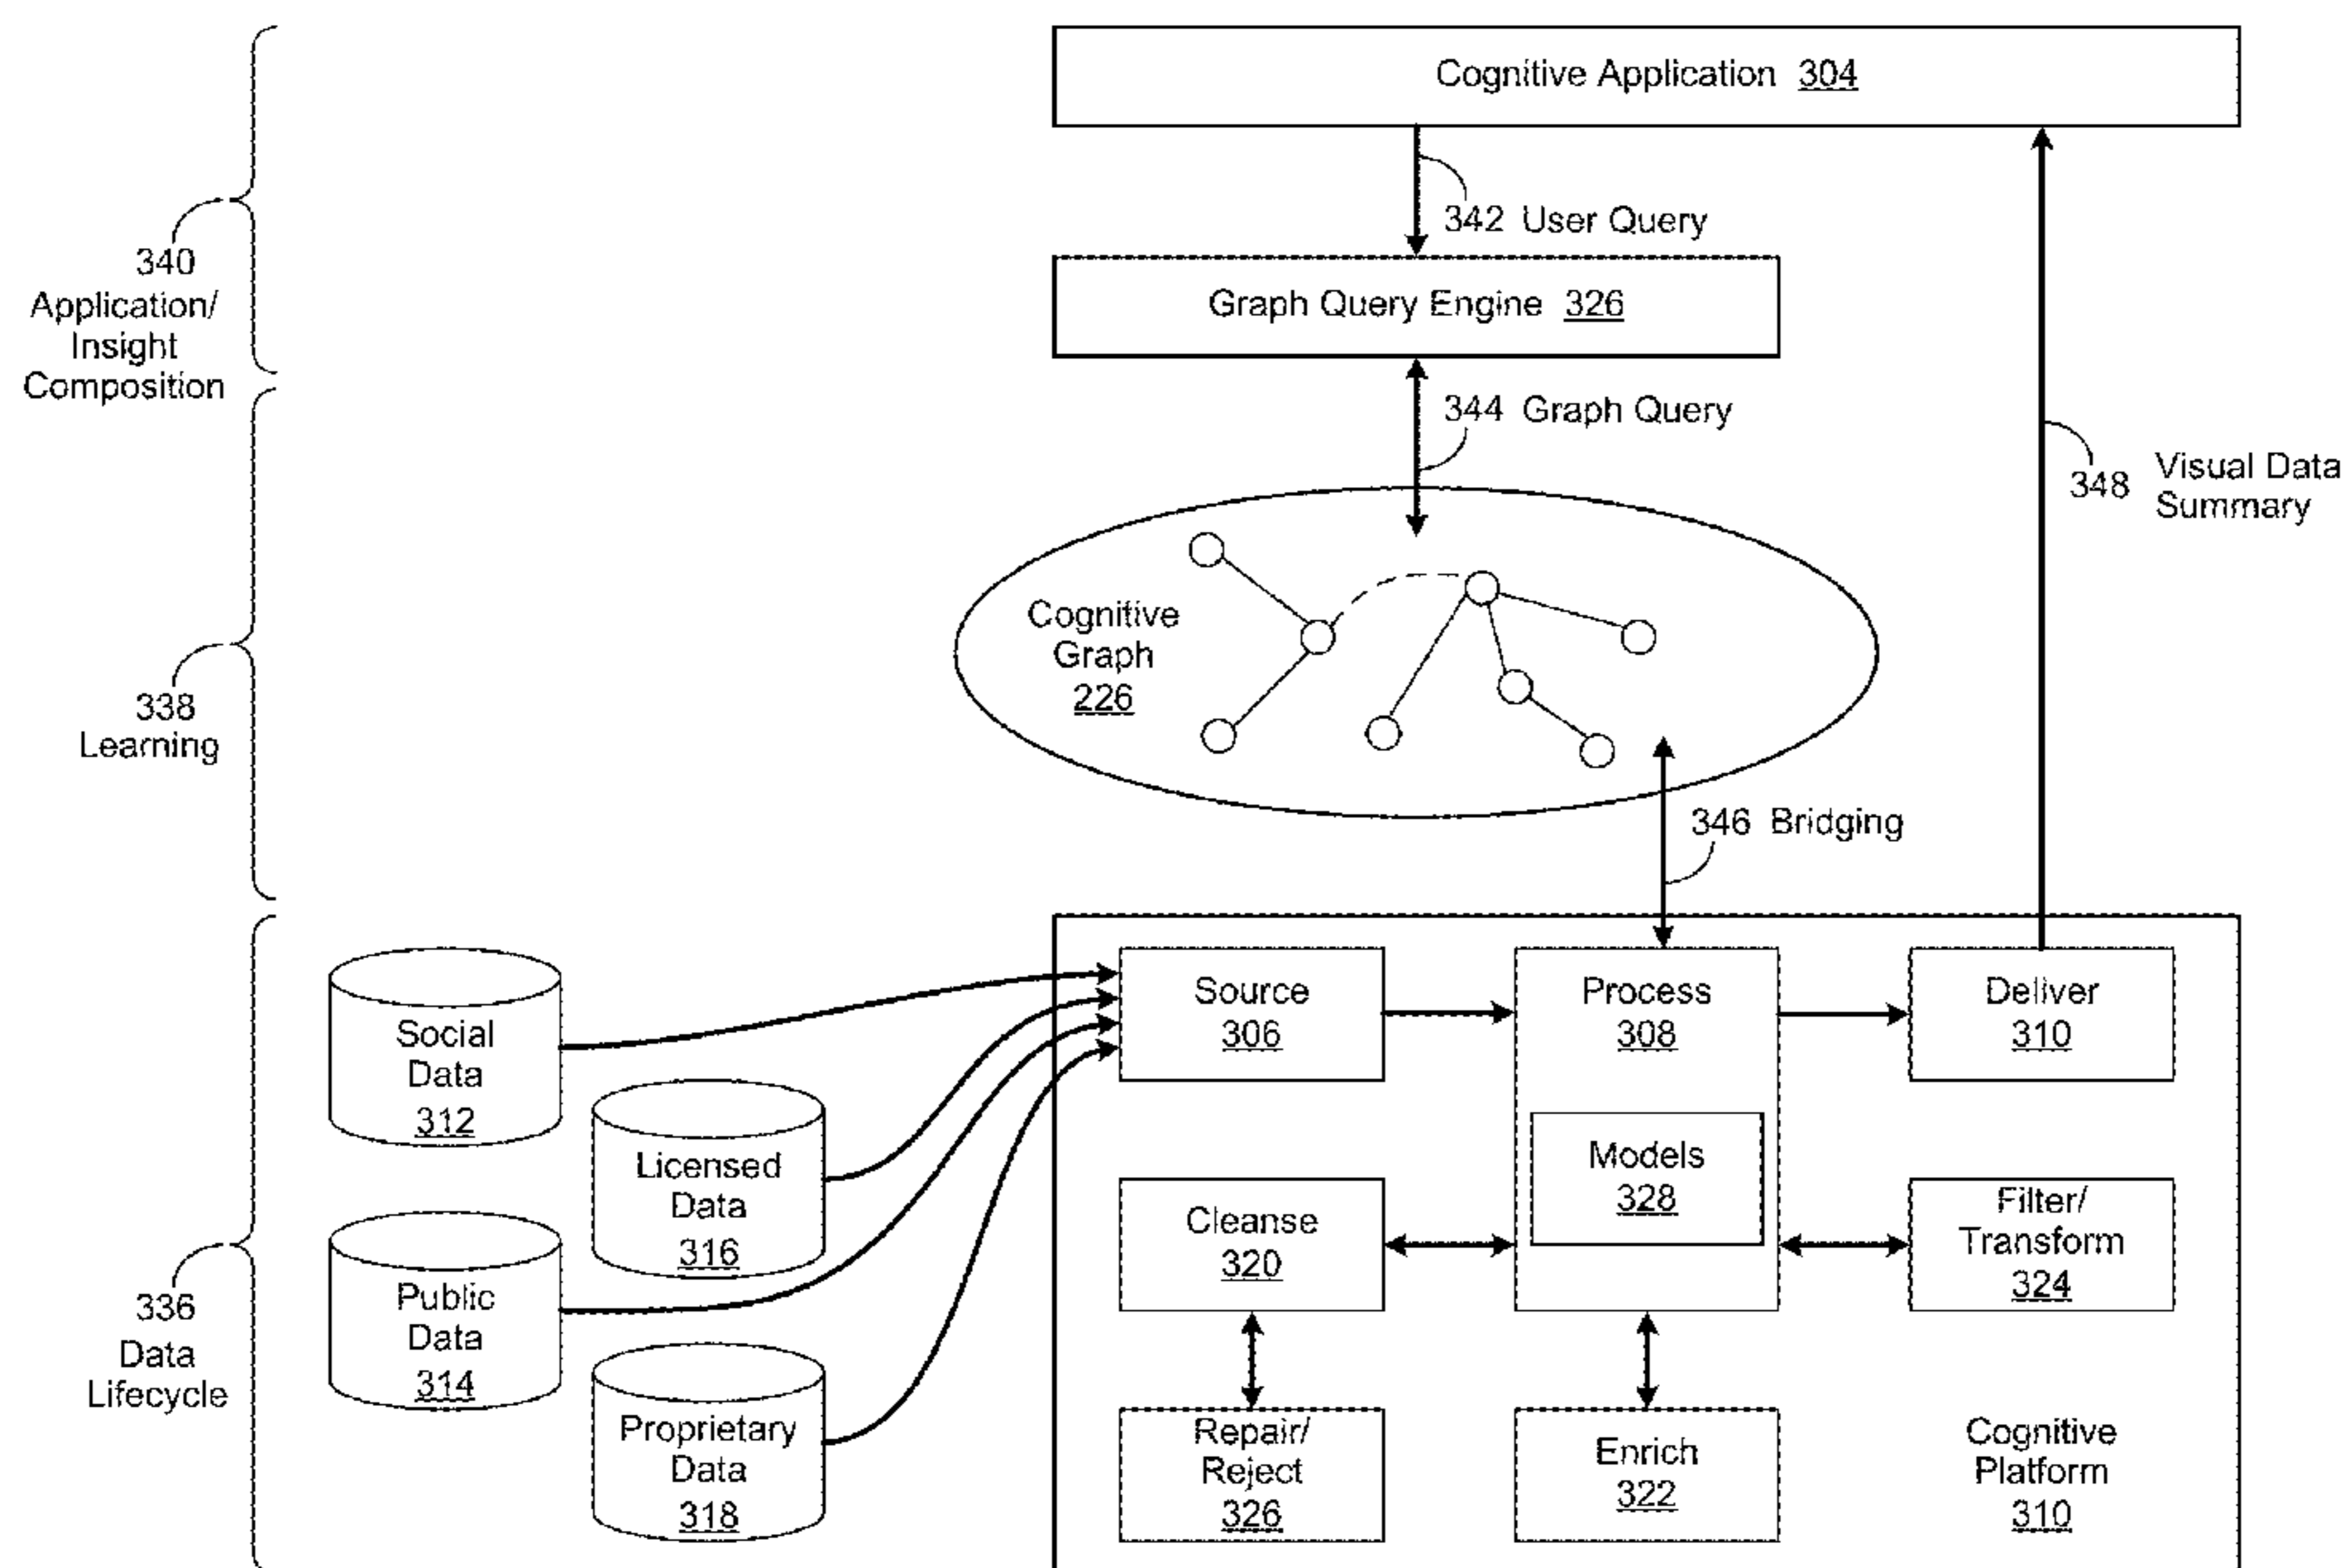 Cognitive Application 304
342 User Query
340
Application/
Insight
Composition
Graph Query Engine 326
344 Graph Query
348 Visual Data
Summary
Cognitive
Graph
226
338
Learning
346 Bridging
Social
Data
312
Licensed
Data
316
Public
Data
314
Proprietary
Data
318
336
Data
Lifecycle
Source
306
Process
308
Deliver
310
Models
328
Cleanse
320
Filter/
Transform
324
Repair/
Reject
326
Enrich
322
Cognitive
Platform
310